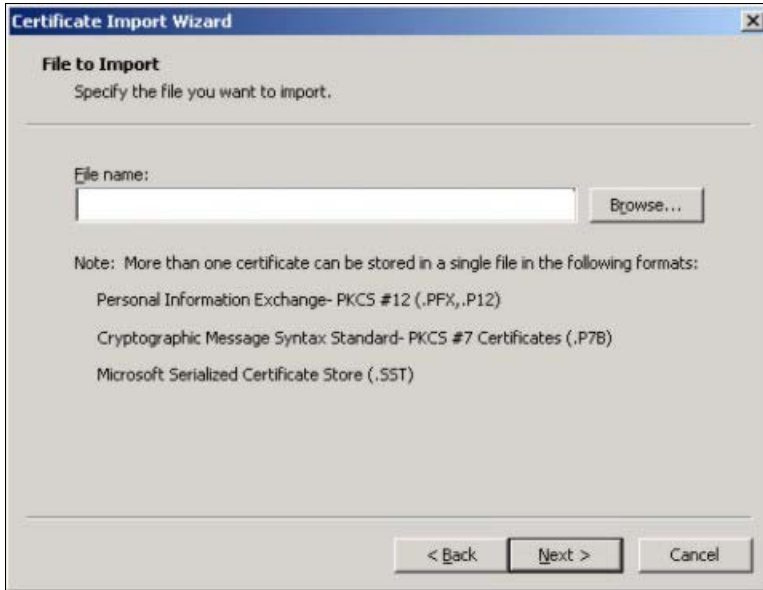 Certificate Import Wizard
File to Import
Specify the file you want to import.
File name:
Browse...
Note: More than one certificate can be stored in a single file in the following formats:
Personal Information Exchange- PKCS #12 (.PFX,.P12)
Cryptographic Message Syntax Standard- PKCS #7 Certificates (.P7B)
Microsoft Serialized Certificate Store (.SST)
< Back
Next >
Cancel